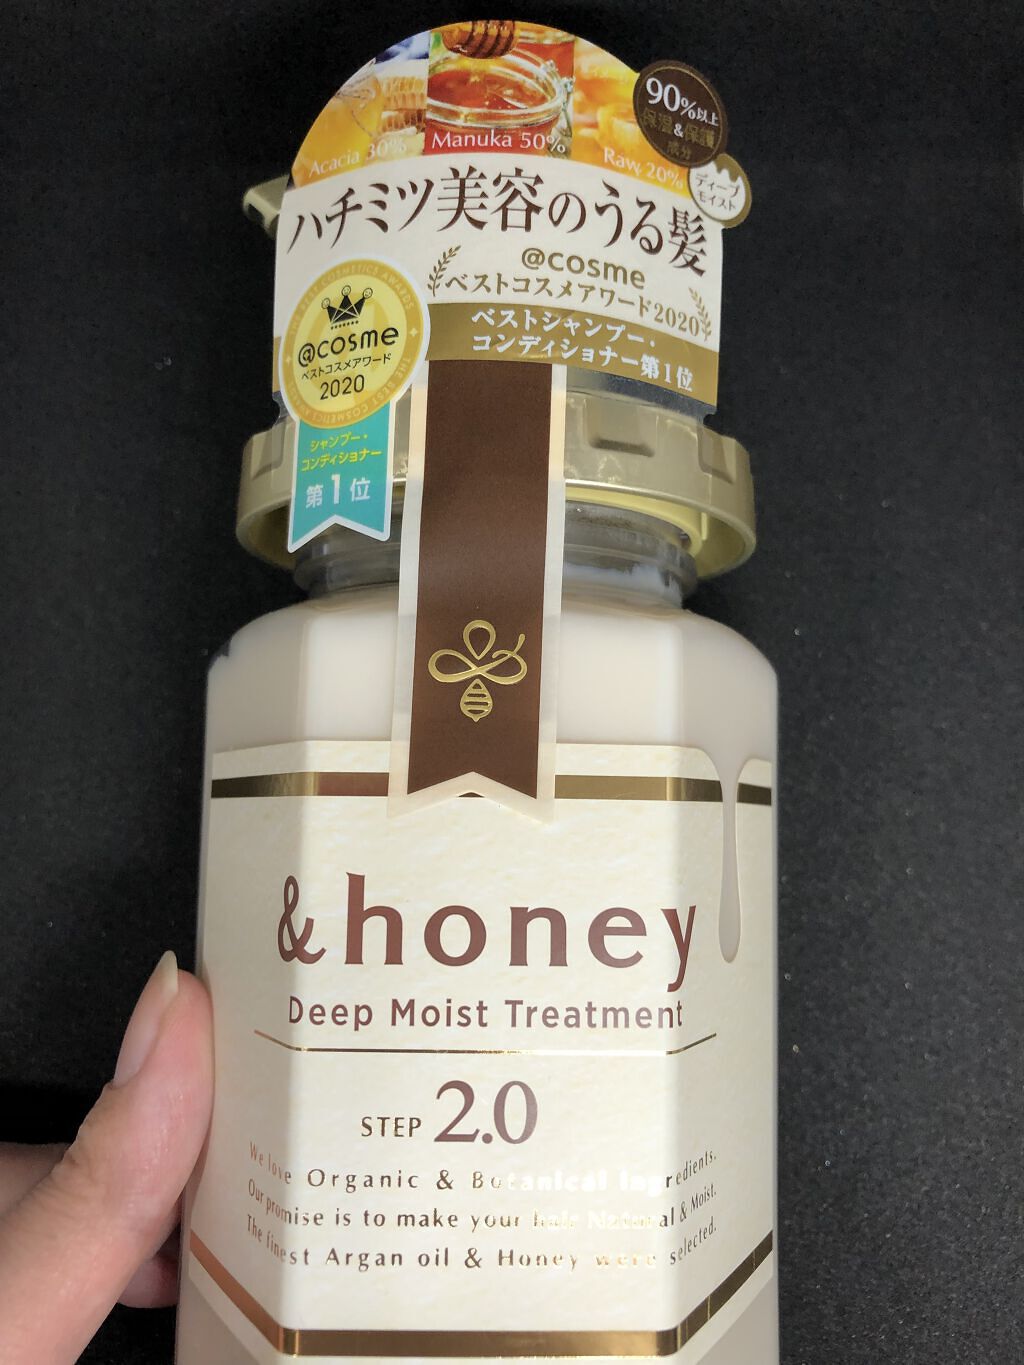 Acacia 30%
Manuka 50%
Raw 20%
90%以上
保湿&保護
成分
ディープ
モイスト
ハチミツ美容のうる髪
@cosme
ベストコスメアワード2020
ベストシャンプー・
コンディショナー第1位
THE BEST COSMETICS AWARDS
@cosme
ベストコスメアワード
2020
シャンプー・
コンディショナー
第1位
&honey
Deep Moist Treatment
STEP 2.0
We love Organic & Botanical Ingredients.
Our promise is to make your hair Natural & Moist.
The finest Argan oil & Honey were selected.